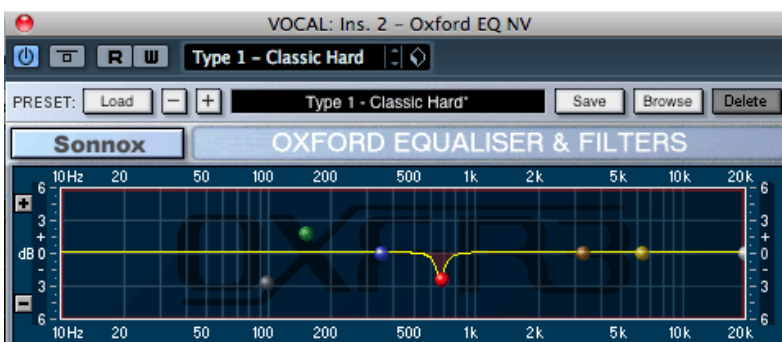 VOCAL: Ins. 2 – Oxford EQ NV
R W Type 1 – Classic Hard
PRESET: Load − + Type 1 - Classic Hard* Save Browse Delete
Sonnox OXFORD EQUALISER & FILTERS
10Hz 20 50 100 200 500 1k 2k 5k 10k 20k
6 6
+
3 3
+ +
dB 0 0
- -
3 3
−
6 6
10Hz 20 50 100 200 500 1k 2k 5k 10k 20k
OXFRD